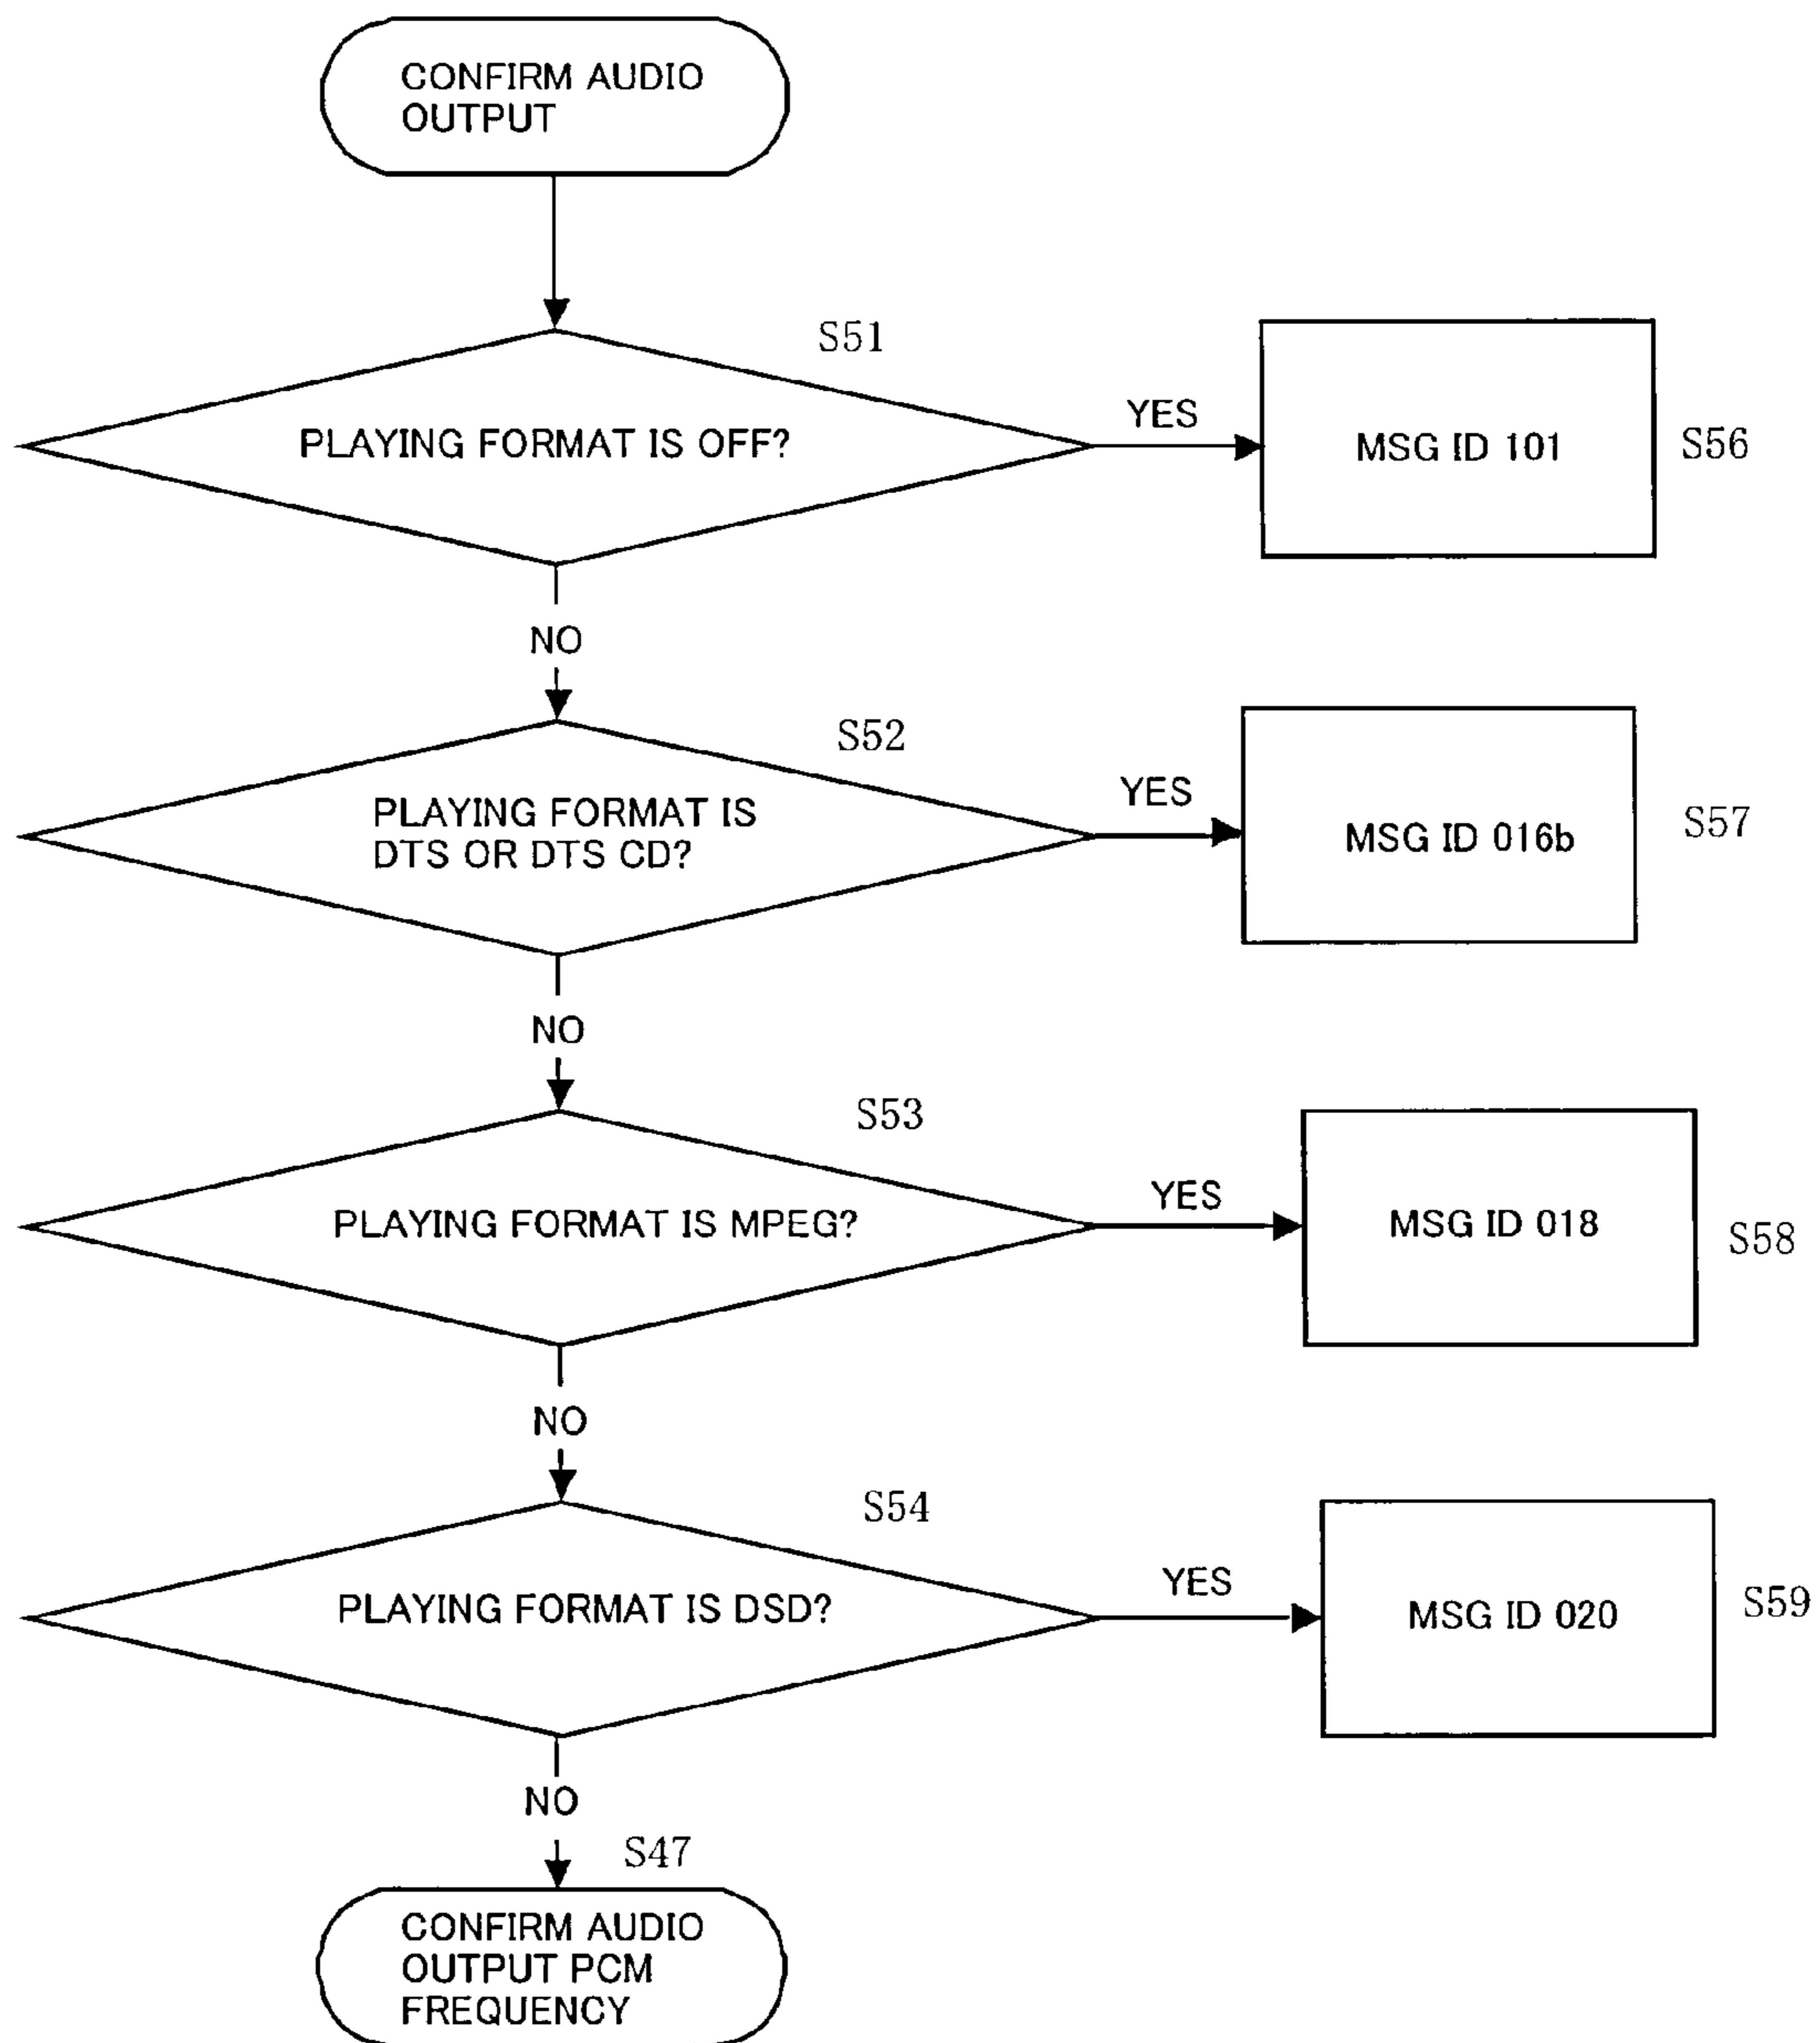 CONFIRM AUDIO
OUTPUT
S51
PLAYING FORMAT IS OFF?
YES
MSG ID 101
S56
NO
S52
PLAYING FORMAT IS
DTS OR DTS CD?
YES
MSG ID 016b
S57
NO
S53
PLAYING FORMAT IS MPEG?
YES
MSG ID 018
S58
NO
S54
PLAYING FORMAT IS DSD?
YES
MSG ID 020
S59
NO
S47
CONFIRM AUDIO
OUTPUT PCM
FREQUENCY